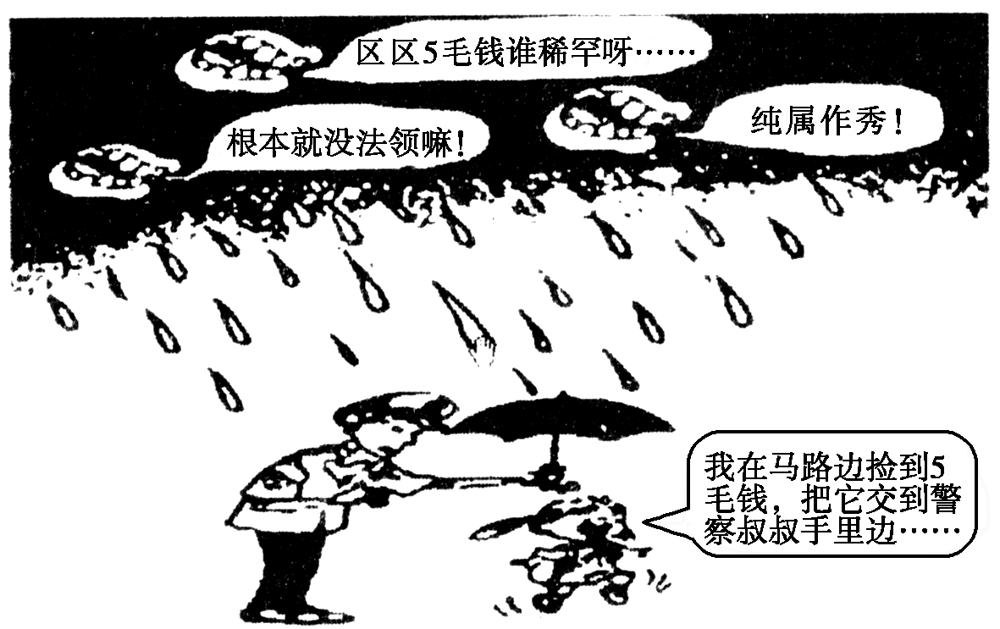 区区5毛钱谁稀罕呀……
纯属作秀！
根本就没法领嘛！
我在马路边捡到5
毛钱，把它交到警
察叔叔手里边……